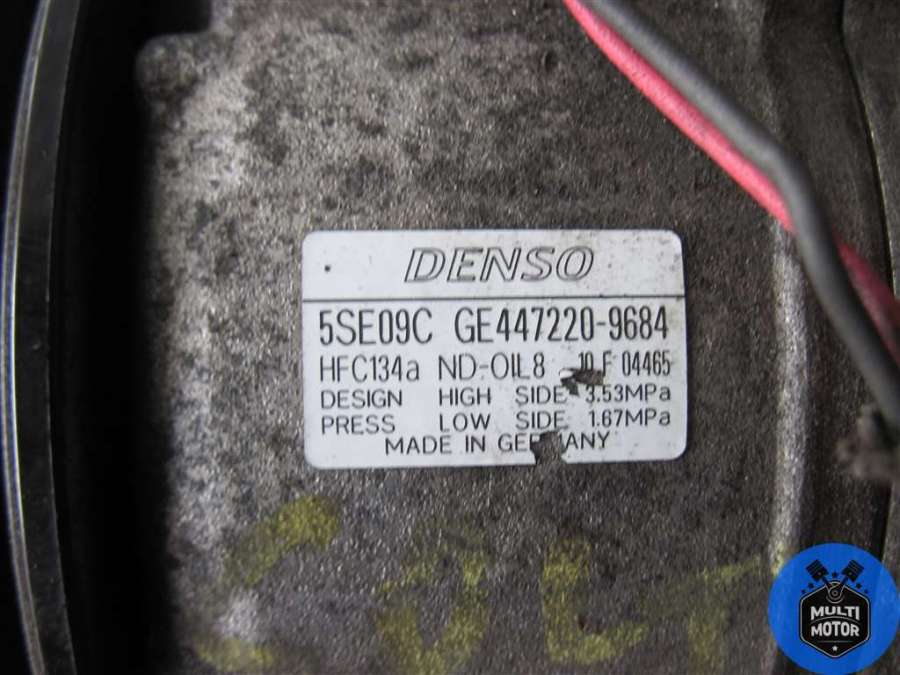 DENSO
5SE09C GE447220-9684
HFC134a ND-OIL8 10 F 04465
DESIGN HIGH SIDE 3.53MPa
PRESS LOW SIDE 1.67MPa
MADE IN GERMANY
COLT
MULTI
MOTOR